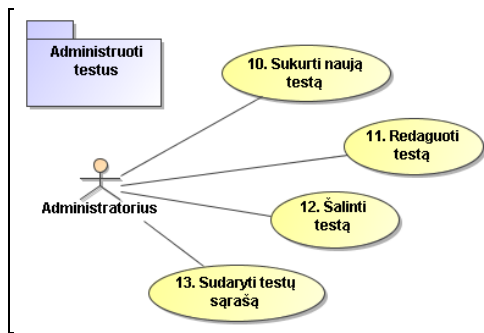 Administruoti
testus
10. Sukurti naują
testą
11. Redaguoti
testą
Administratorius
12. Šalinti
testą
13. Sudaryti testų
sąrašą